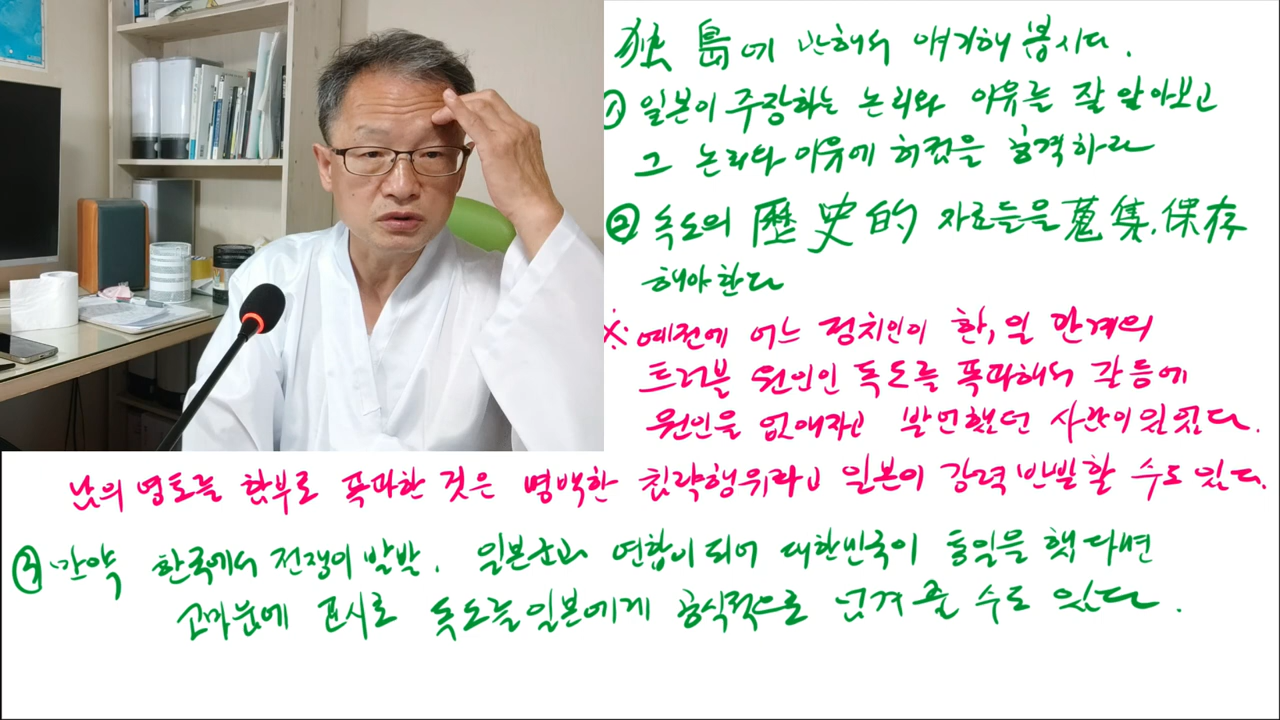 独島에 관해서 얘기해 봅시다.
① 일본이 주장하는 논리와 이유를 잘 알아보고
그 논리와 이유에 허점을 공격하라
② 독도의 歷史的 자료들을 蒐集.保存
해야한다
※ 예전에 어느 정치인이 한,일 관계의
트러블 원인인 독도를 폭파해서 갈등에
원인을 없애자고 발언했던 사람이 있었다.
남의 영토를 함부로 폭파한 것은 명백한 침략행위라고 일본이 강력 반발할 수도 있다.
③ 만약 한국에서 전쟁이 발발. 일본군과 연합이 되어 대한민국이 통일을 했다면
고마움에 표시로 독도를 일본에게 공식적으로 넘겨 줄 수도 있다.